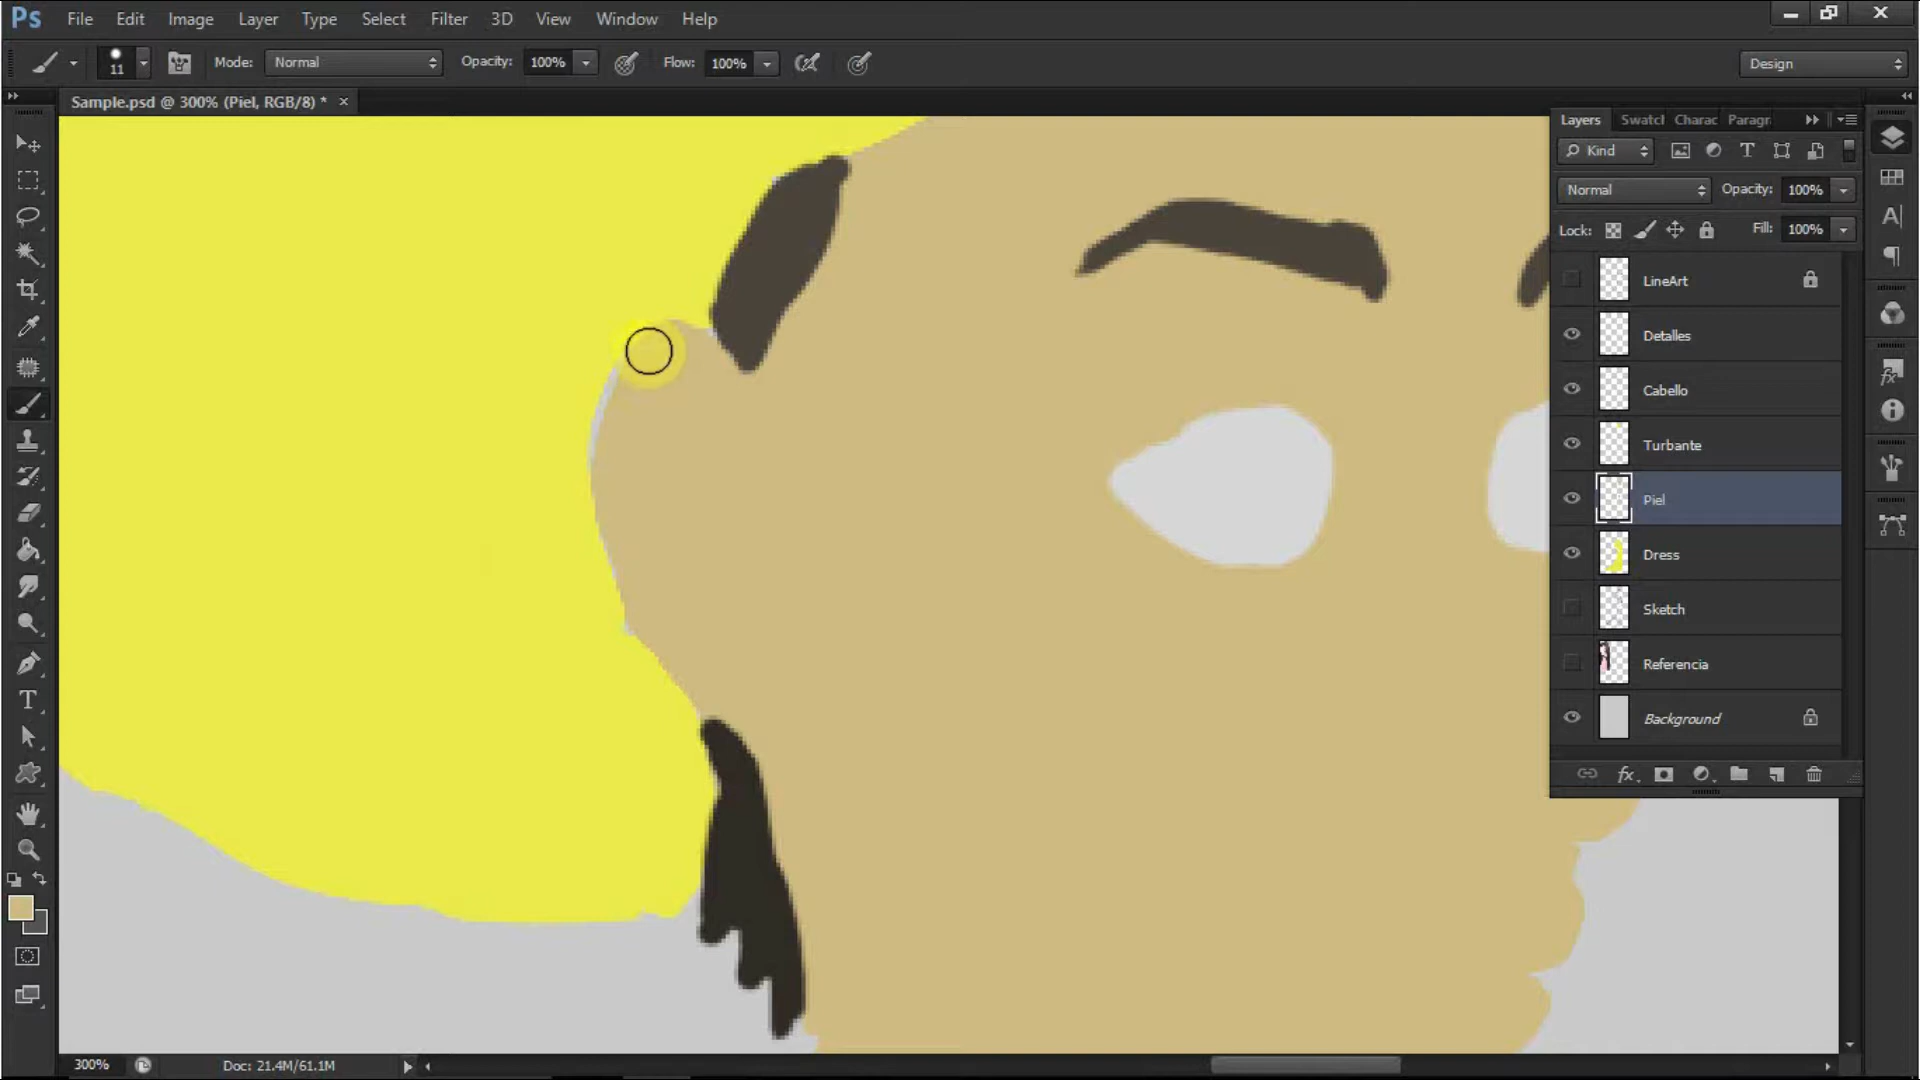 Ps File Edit Image Layer Type Select Filter 3D View Window Help
11 Mode: Normal Opacity: 100% Flow: 100% Design
Sample.psd @ 300% (Piel, RGB/8) * ×
Layers Swatch Charac Paragr
Kind
Normal Opacity: 100%
Lock: Fill: 100%
LineArt
Detalles
Cabello
Turbante
Piel
Dress
Sketch
Referencia
Background
300% Doc: 21.4M/61.1M